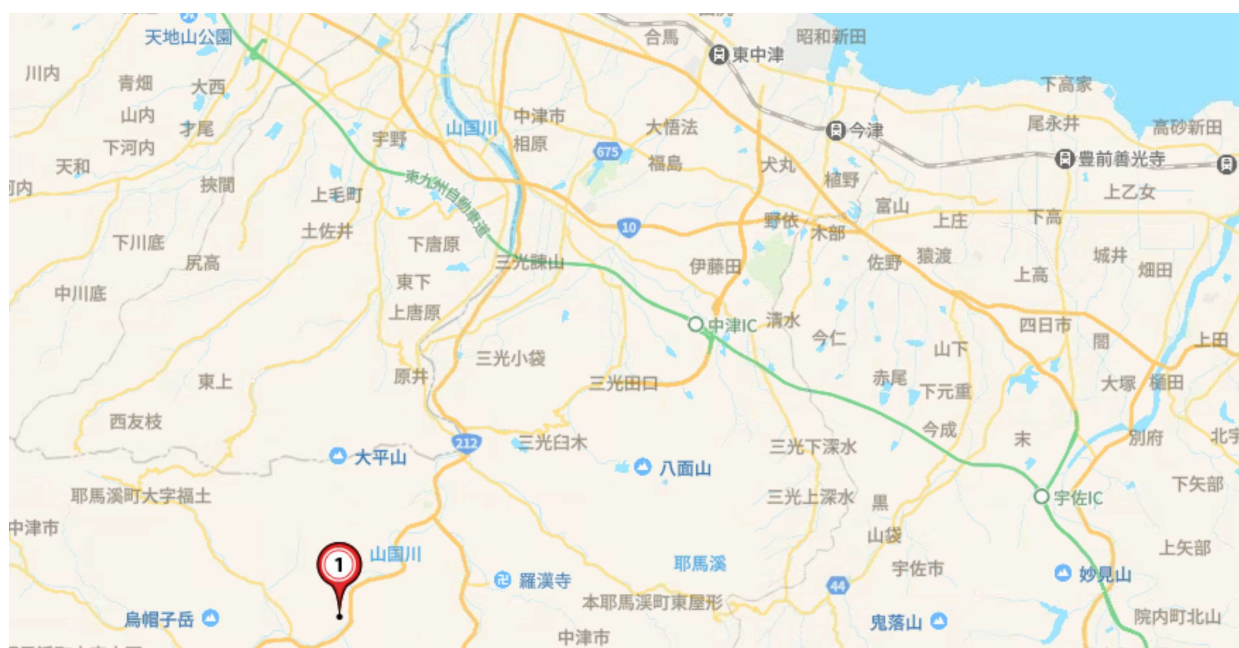 天地山公園
合馬
昭和新田
東中津
川内
青畑
大西
下高家
山内
山国川
中津市
大悟法
今津
尾永井
高砂新田
才尾
宇野
相原
下河内
675
福島
犬丸
豊前善光寺
天和
挾間
植野
上毛町
東九州自動車道
富山
上庄
下高
上乙女
土佐井
下唐原
10
野依
木部
下川底
尻高
三光諌山
伊藤田
佐野
猿渡
城井
畑田
東下
上高
中川底
上唐原
中津IC
清水
今仁
四日市
閤
上田
山下
三光小袋
原井
東上
三光田口
赤尾
下元重
大塚
樋田
西友枝
今成
末
別府
212
三光臼木
三光下深水
大平山
八面山
下矢部
耶馬溪町大字福土
三光上深水
黒
宇佐IC
中津市
山袋
山国川
耶馬溪
上矢部
1
羅漢寺
宇佐市
妙見山
44
本耶馬渓町東屋形
烏帽子岳
鬼落山
院内町北山
中津市